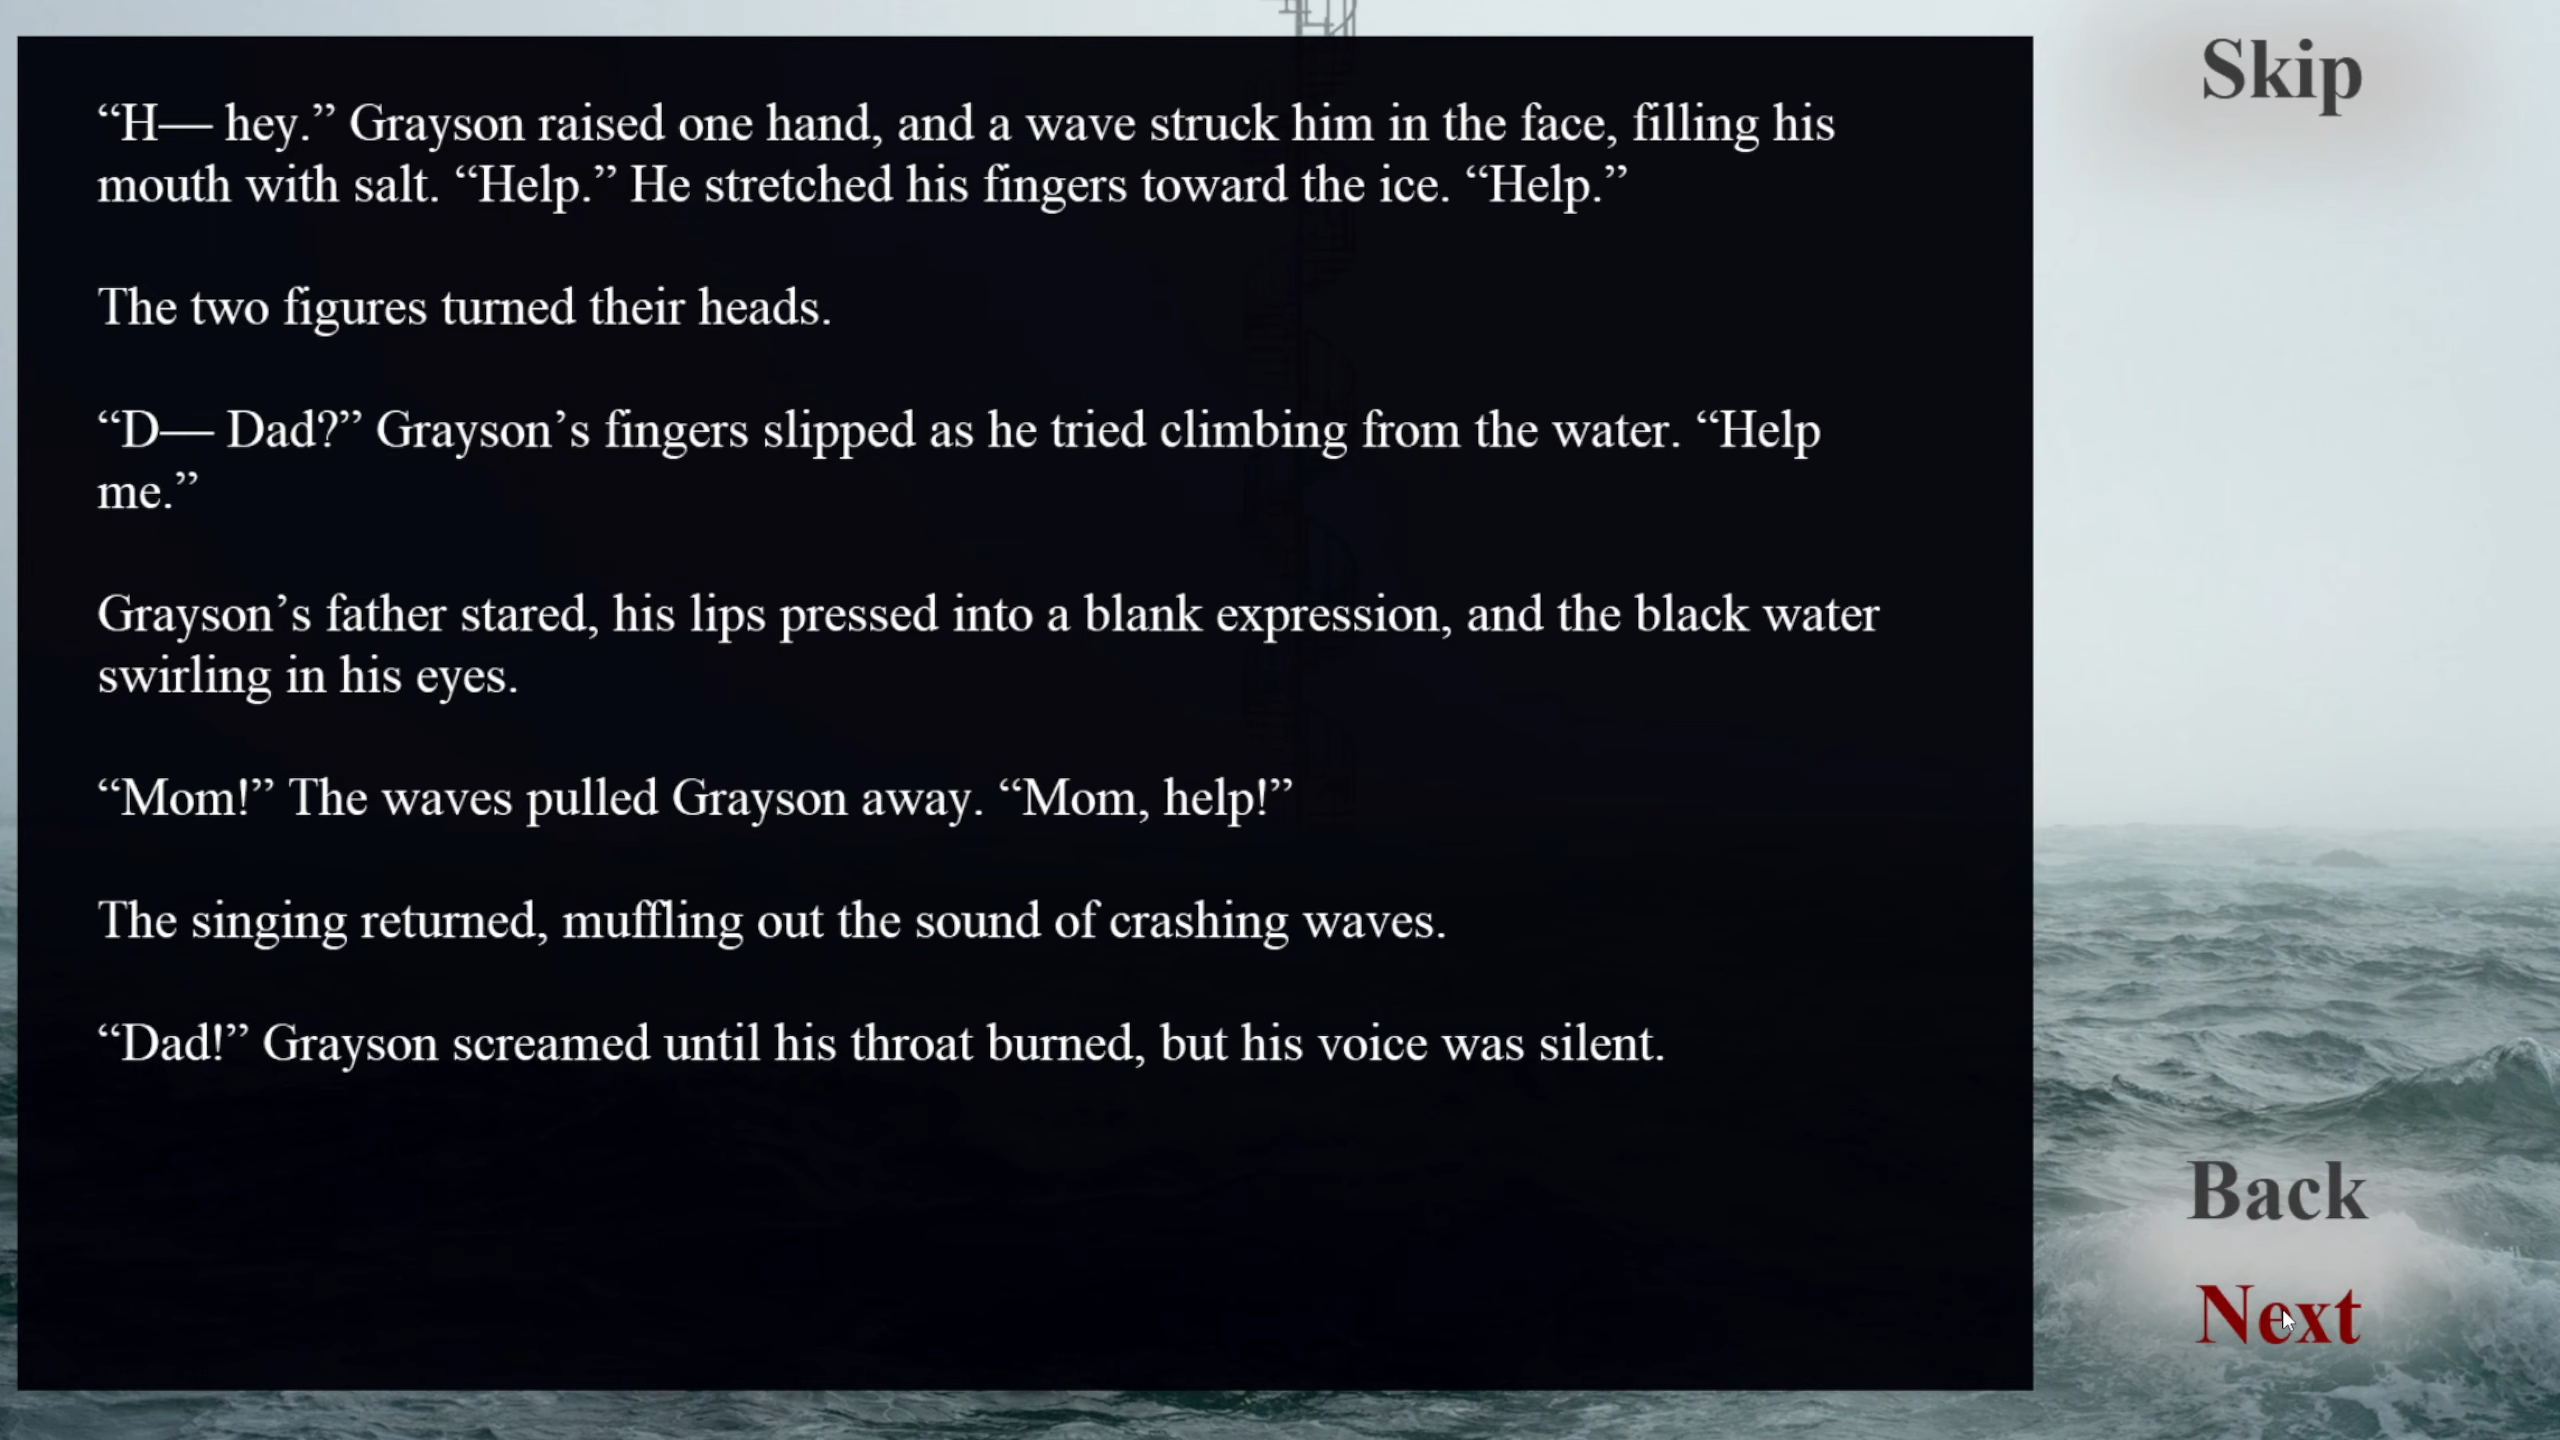 “H— hey.” Grayson raised one hand, and a wave struck him in the face, filling his
mouth with salt. “Help.” He stretched his fingers toward the ice. “Help.”
The two figures turned their heads.
“D— Dad?” Grayson’s fingers slipped as he tried climbing from the water. “Help
me.”
Grayson’s father stared, his lips pressed into a blank expression, and the black water
swirling in his eyes.
“Mom!” The waves pulled Grayson away. “Mom, help!”
The singing returned, muffling out the sound of crashing waves.
“Dad!” Grayson screamed until his throat burned, but his voice was silent.
Skip
Back
Next